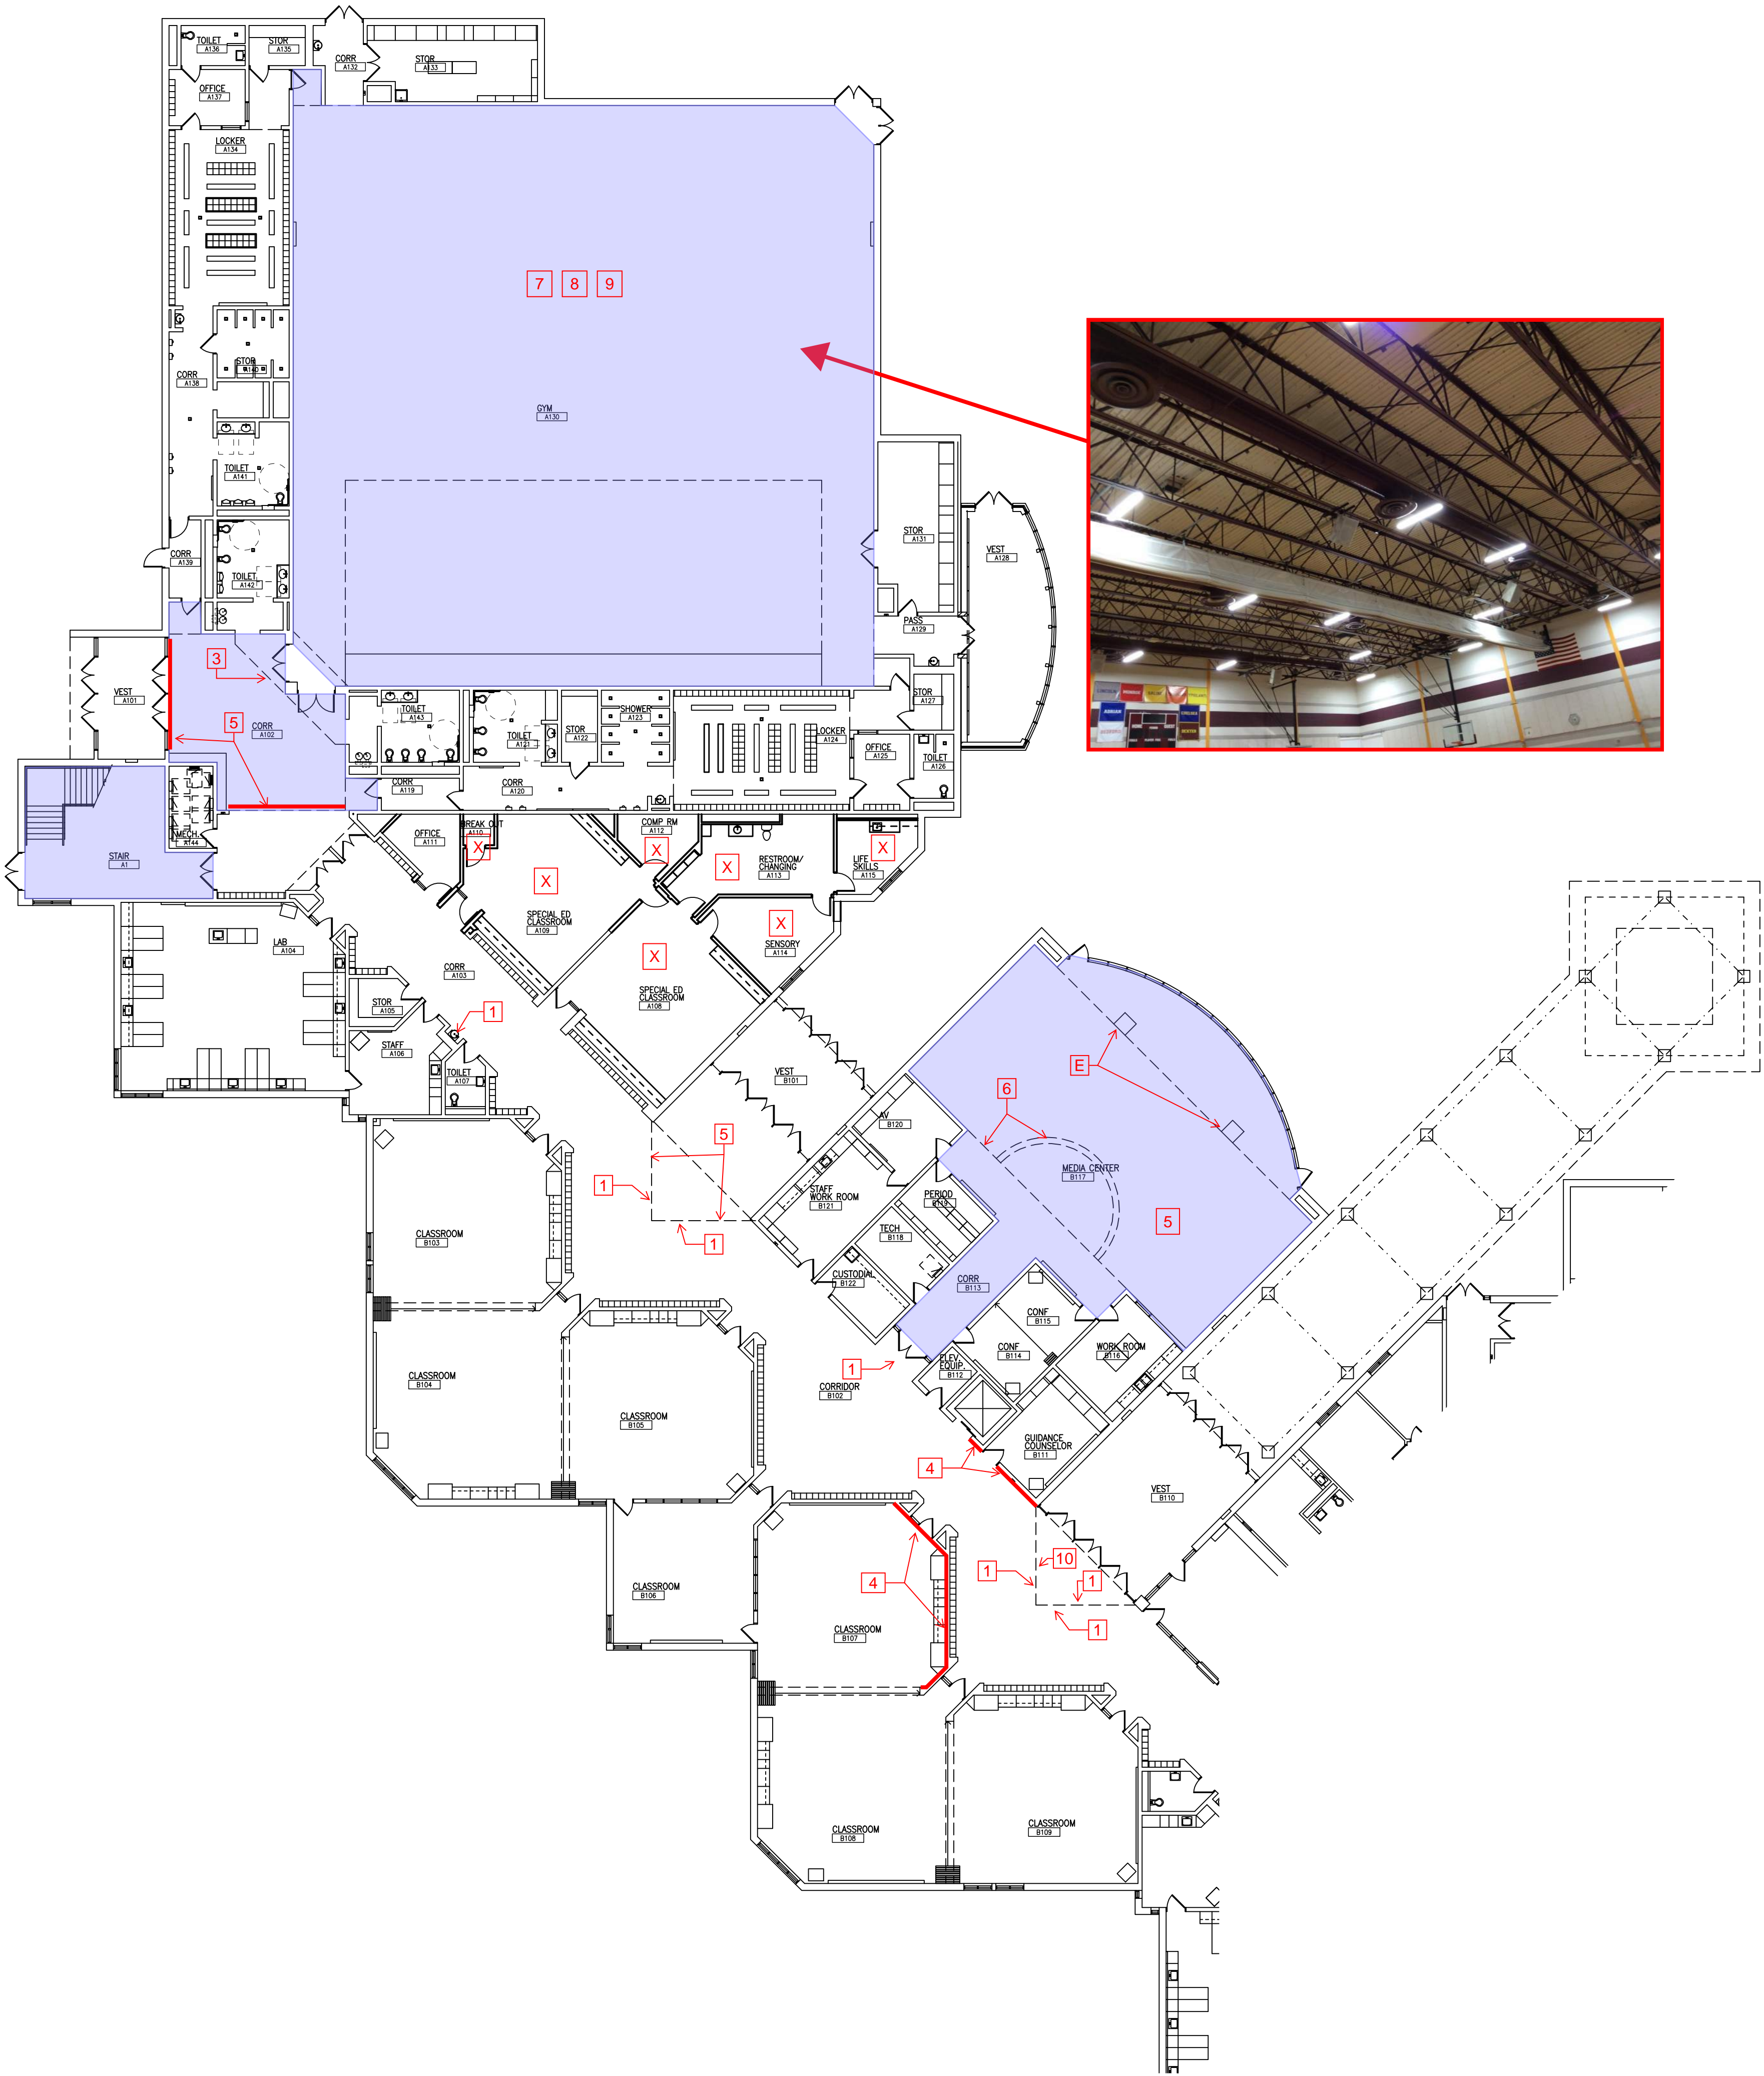 TOILET
A136
STOR
A135
CORR
A132
STOR
A133
OFFICE
A137
LOCKER
A134
7 8 9
STOR
A140
CORR
A138
GYM
A130
TOILET
A141
STOR
A131
VEST
A128
CORR
A139
TOILET
A142
PASS
A129
3
VEST
A101
5
CORR
A102
STOR
A127
TOILET
A143
SHOWER
A123
TOILET
A121
STOR
A122
LOCKER
A124
OFFICE
A125
TOILET
A126
CORR
A119
CORR
A120
MECH.
A144
STAIR
A1
OFFICE
A111
BREAK OUT
A110
X
COMP RM
A112
X
X
RESTROOM/
CHANGING
A113
X
LIFE
SKILLS
A115
X
SPECIAL ED
CLASSROOM
A109
X
SENSORY
A114
X
SPECIAL ED
CLASSROOM
A108
LAB
A104
CORR
A103
STOR
A105
1
STAFF
A106
TOILET
A107
VEST
B101
E
6
AV
B120
5
MEDIA CENTER
B117
1
STAFF
WORK ROOM
B121
PERIOD
B119
5
TECH
B118
1
CLASSROOM
B103
CUSTODIAL
B122
CORR
B113
CONF
B115
CONF
B114
WORK ROOM
B116
1
ELEV
EQUIP.
B112
CORRIDOR
B102
CLASSROOM
B104
CLASSROOM
B105
GUIDANCE
COUNSELOR
B111
4
VEST
B110
10
1
1
4
CLASSROOM
B106
1
CLASSROOM
B107
CLASSROOM
B108
CLASSROOM
B109
LINCOLN
ADRIAN
DEXTER